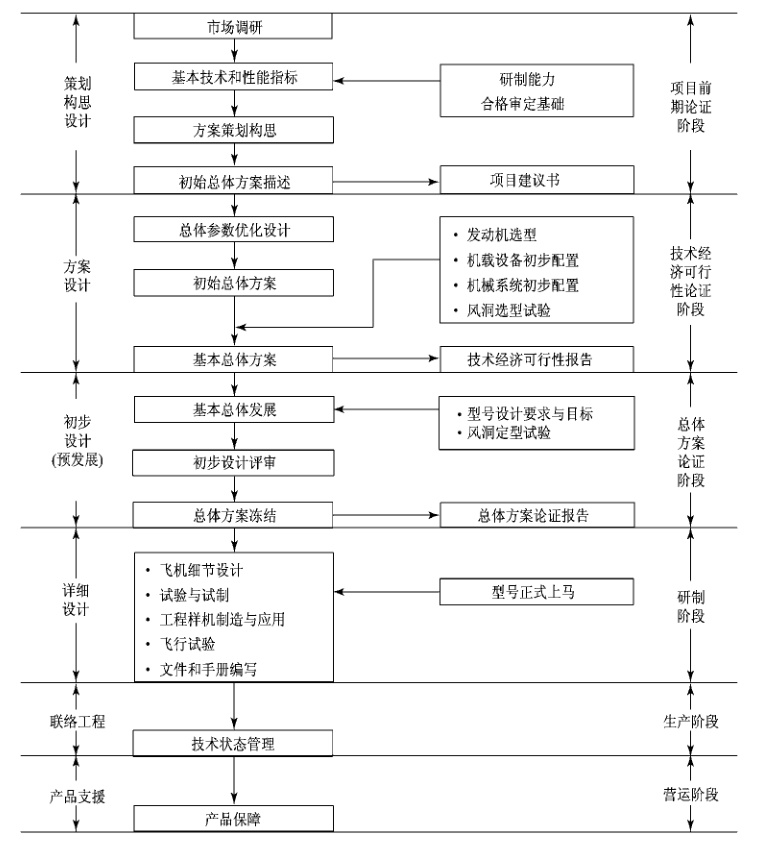 市场调研
策划
构思
设计
基本技术和性能指标
研制能力
合格审定基础
项目前
期论证
阶段
方案策划构思
初始总体方案描述
项目建议书
总体参数优化设计
方案
设计
初始总体方案
• 发动机选型
• 机载设备初步配置
• 机械系统初步配置
• 风洞选型试验
技术经
济可行
性论证
阶段
基本总体方案
技术经济可行性报告
初步
设计
(预发展)
基本总体发展
• 型号设计要求与目标
• 风洞定型试验
总体
方案
论证
阶段
初步设计评审
总体方案冻结
总体方案论证报告
详细
设计
• 飞机细节设计
• 试验与试制
• 工程样机制造与应用
• 飞行试验
• 文件和手册编写
型号正式上马
研制
阶段
联络工程
生产阶段
技术状态管理
产品支援
营运阶段
产品保障